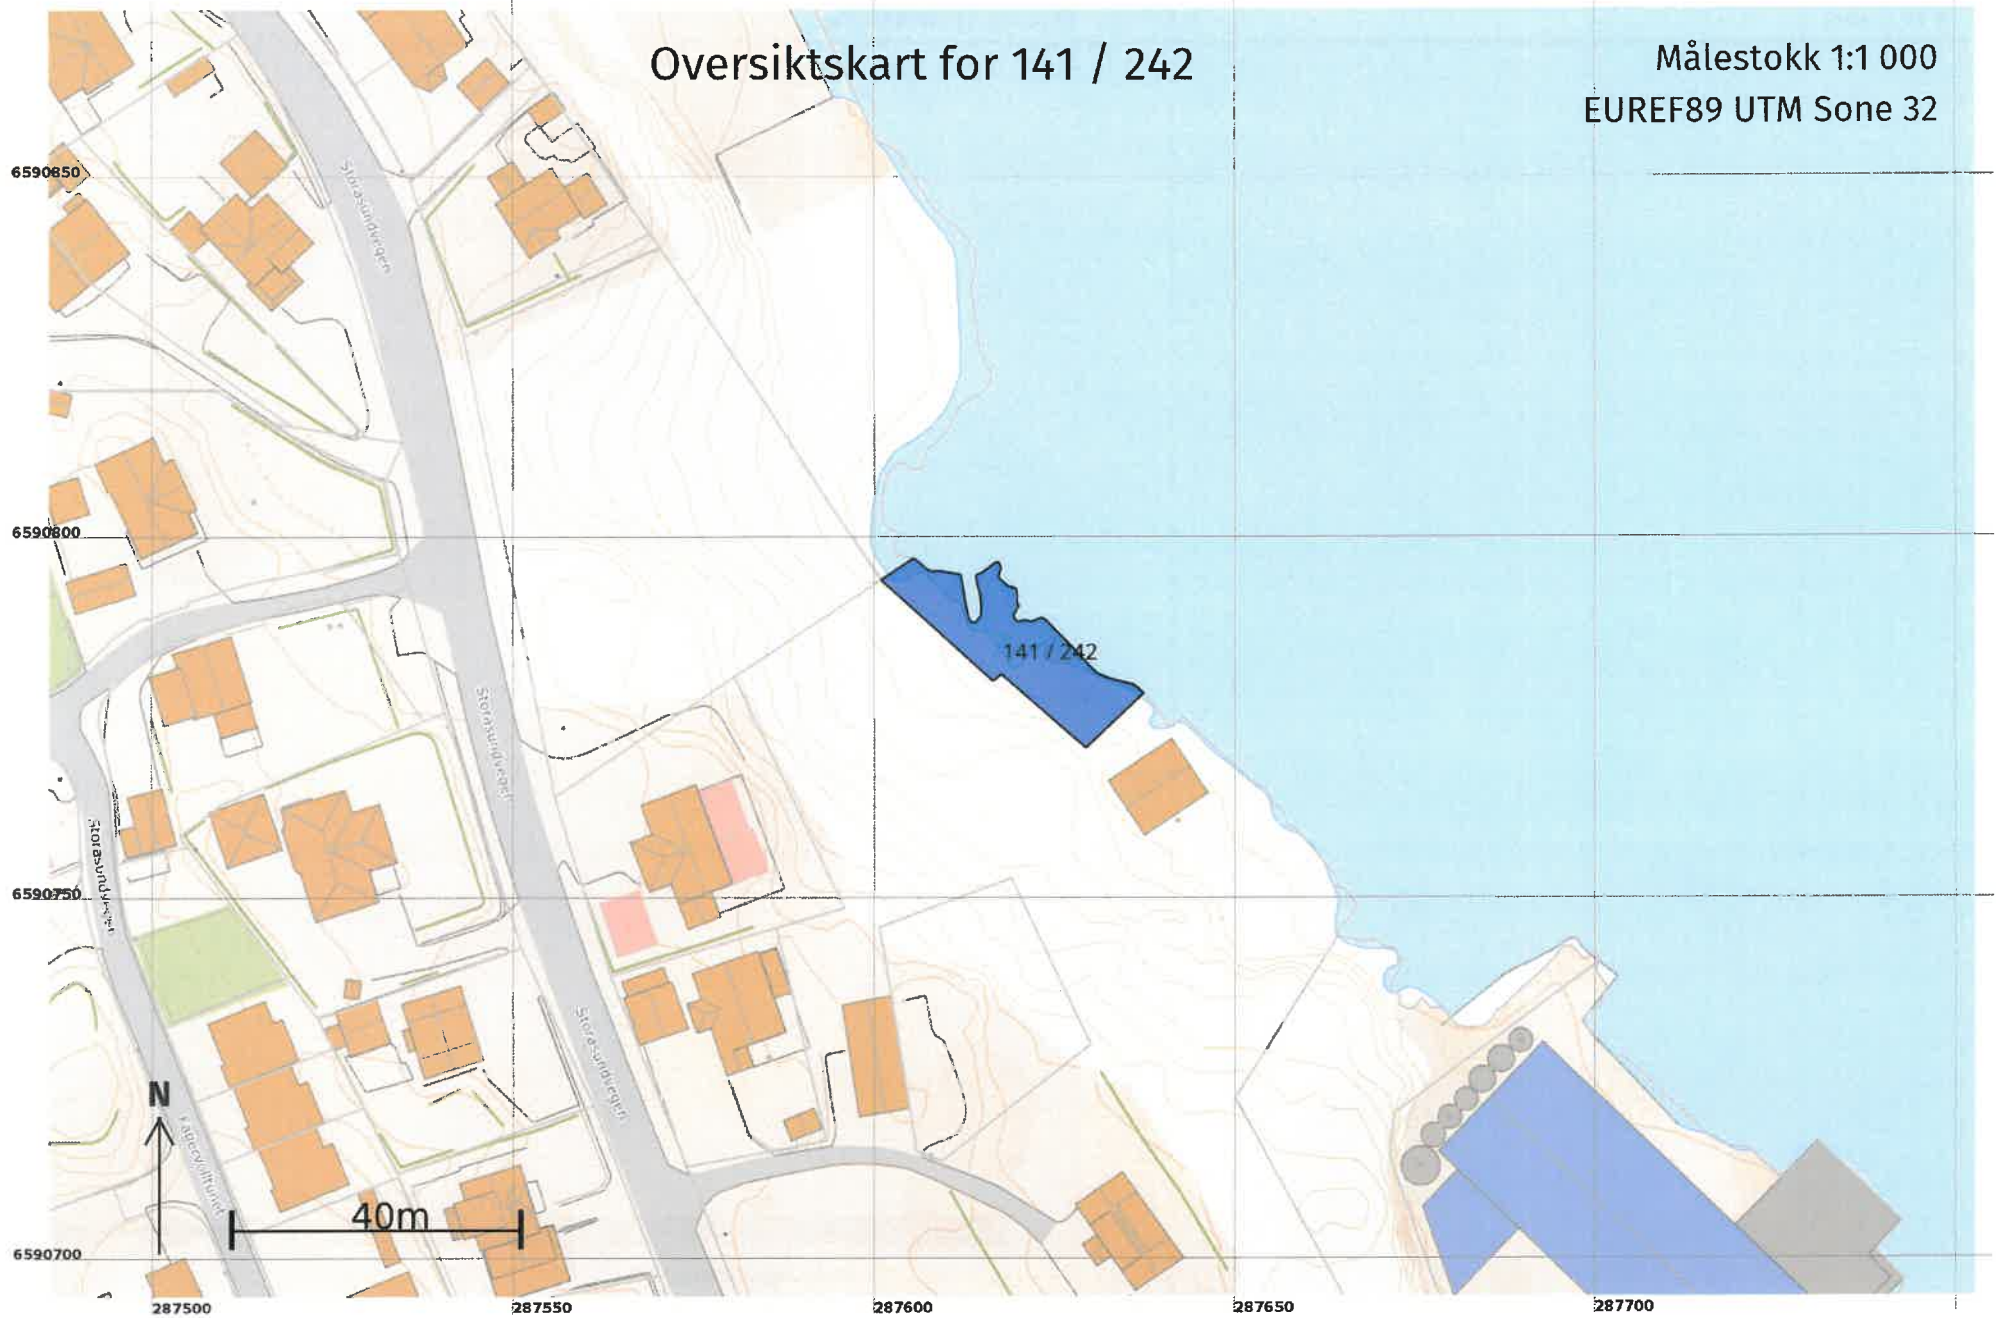 Oversiktskart for 141 / 242
Målestokk 1:1 000
EUREF89 UTM Sone 32
6590850
Storasundvegen
6590800
141 / 242
Storasundvegen
Storasundvegen
6590750
Storasundvegen
N
40m
6590700
287500
287550
287600
287650
287700